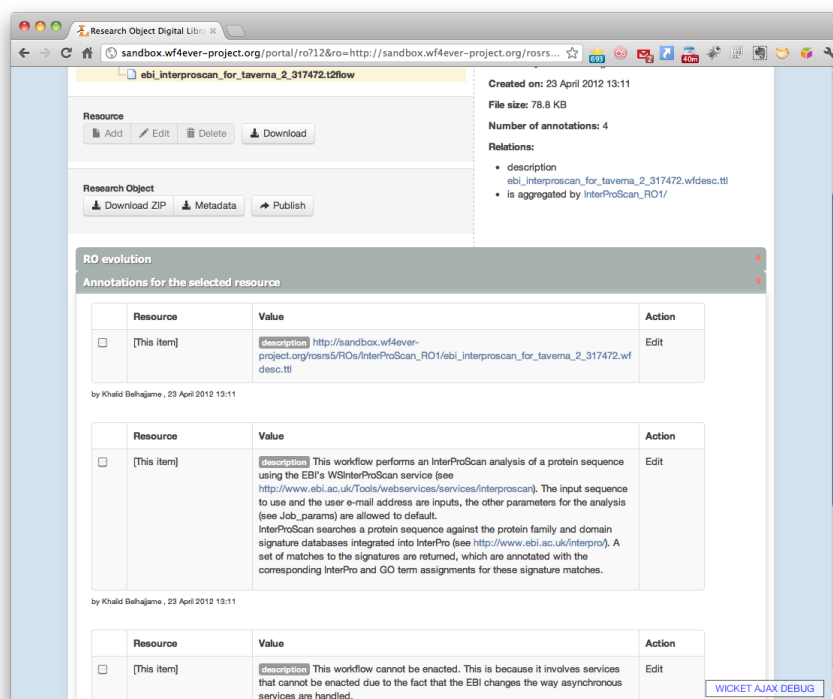 Research Object Digital Libra
sandbox.wf4ever-project.org/portal/ro?12&ro=http://sandbox.wf4ever-project.org/rosrs...
693
2
40m
ebi_interproscan_for_taverna_2_317472.t2flow
Resource
Add Edit Delete Download
Research Object
Download ZIP Metadata Publish
Created on: 23 April 2012 13:11
File size: 78.8 KB
Number of annotations: 4
Relations:
description
ebi_interproscan_for_taverna_2_317472.wfdesc.ttl
is aggregated by InterProScan_RO1/
RO evolution
Annotations for the selected resource
Resource Value Action
[This item] description http://sandbox.wf4ever- Edit
project.org/rosrs5/ROs/InterProScan_RO1/ebi_interproscan_for_taverna_2_317472.wf
desc.ttl
by Khalid Belhajjame , 23 April 2012 13:11
Resource Value Action
[This item] description This workflow performs an InterProScan analysis of a protein sequence Edit
using the EBI's WSInterProScan service (see
http://www.ebi.ac.uk/Tools/webservices/services/interproscan). The input sequence
to use and the user e-mail address are inputs, the other parameters for the analysis
(see Job_params) are allowed to default.
InterProScan searches a protein sequence against the protein family and domain
signature databases integrated into InterPro (see http://www.ebi.ac.uk/interpro/). A
set of matches to the signatures are returned, which are annotated with the
corresponding InterPro and GO term assignments for these signature matches.
by Khalid Belhajjame , 23 April 2012 13:11
Resource Value Action
[This item] description This workflow cannot be enacted. This is because it involves services Edit
that cannot be enacted due to the fact that the EBI changes the way asynchronous
services are handled.
WICKET AJAX DEBUG